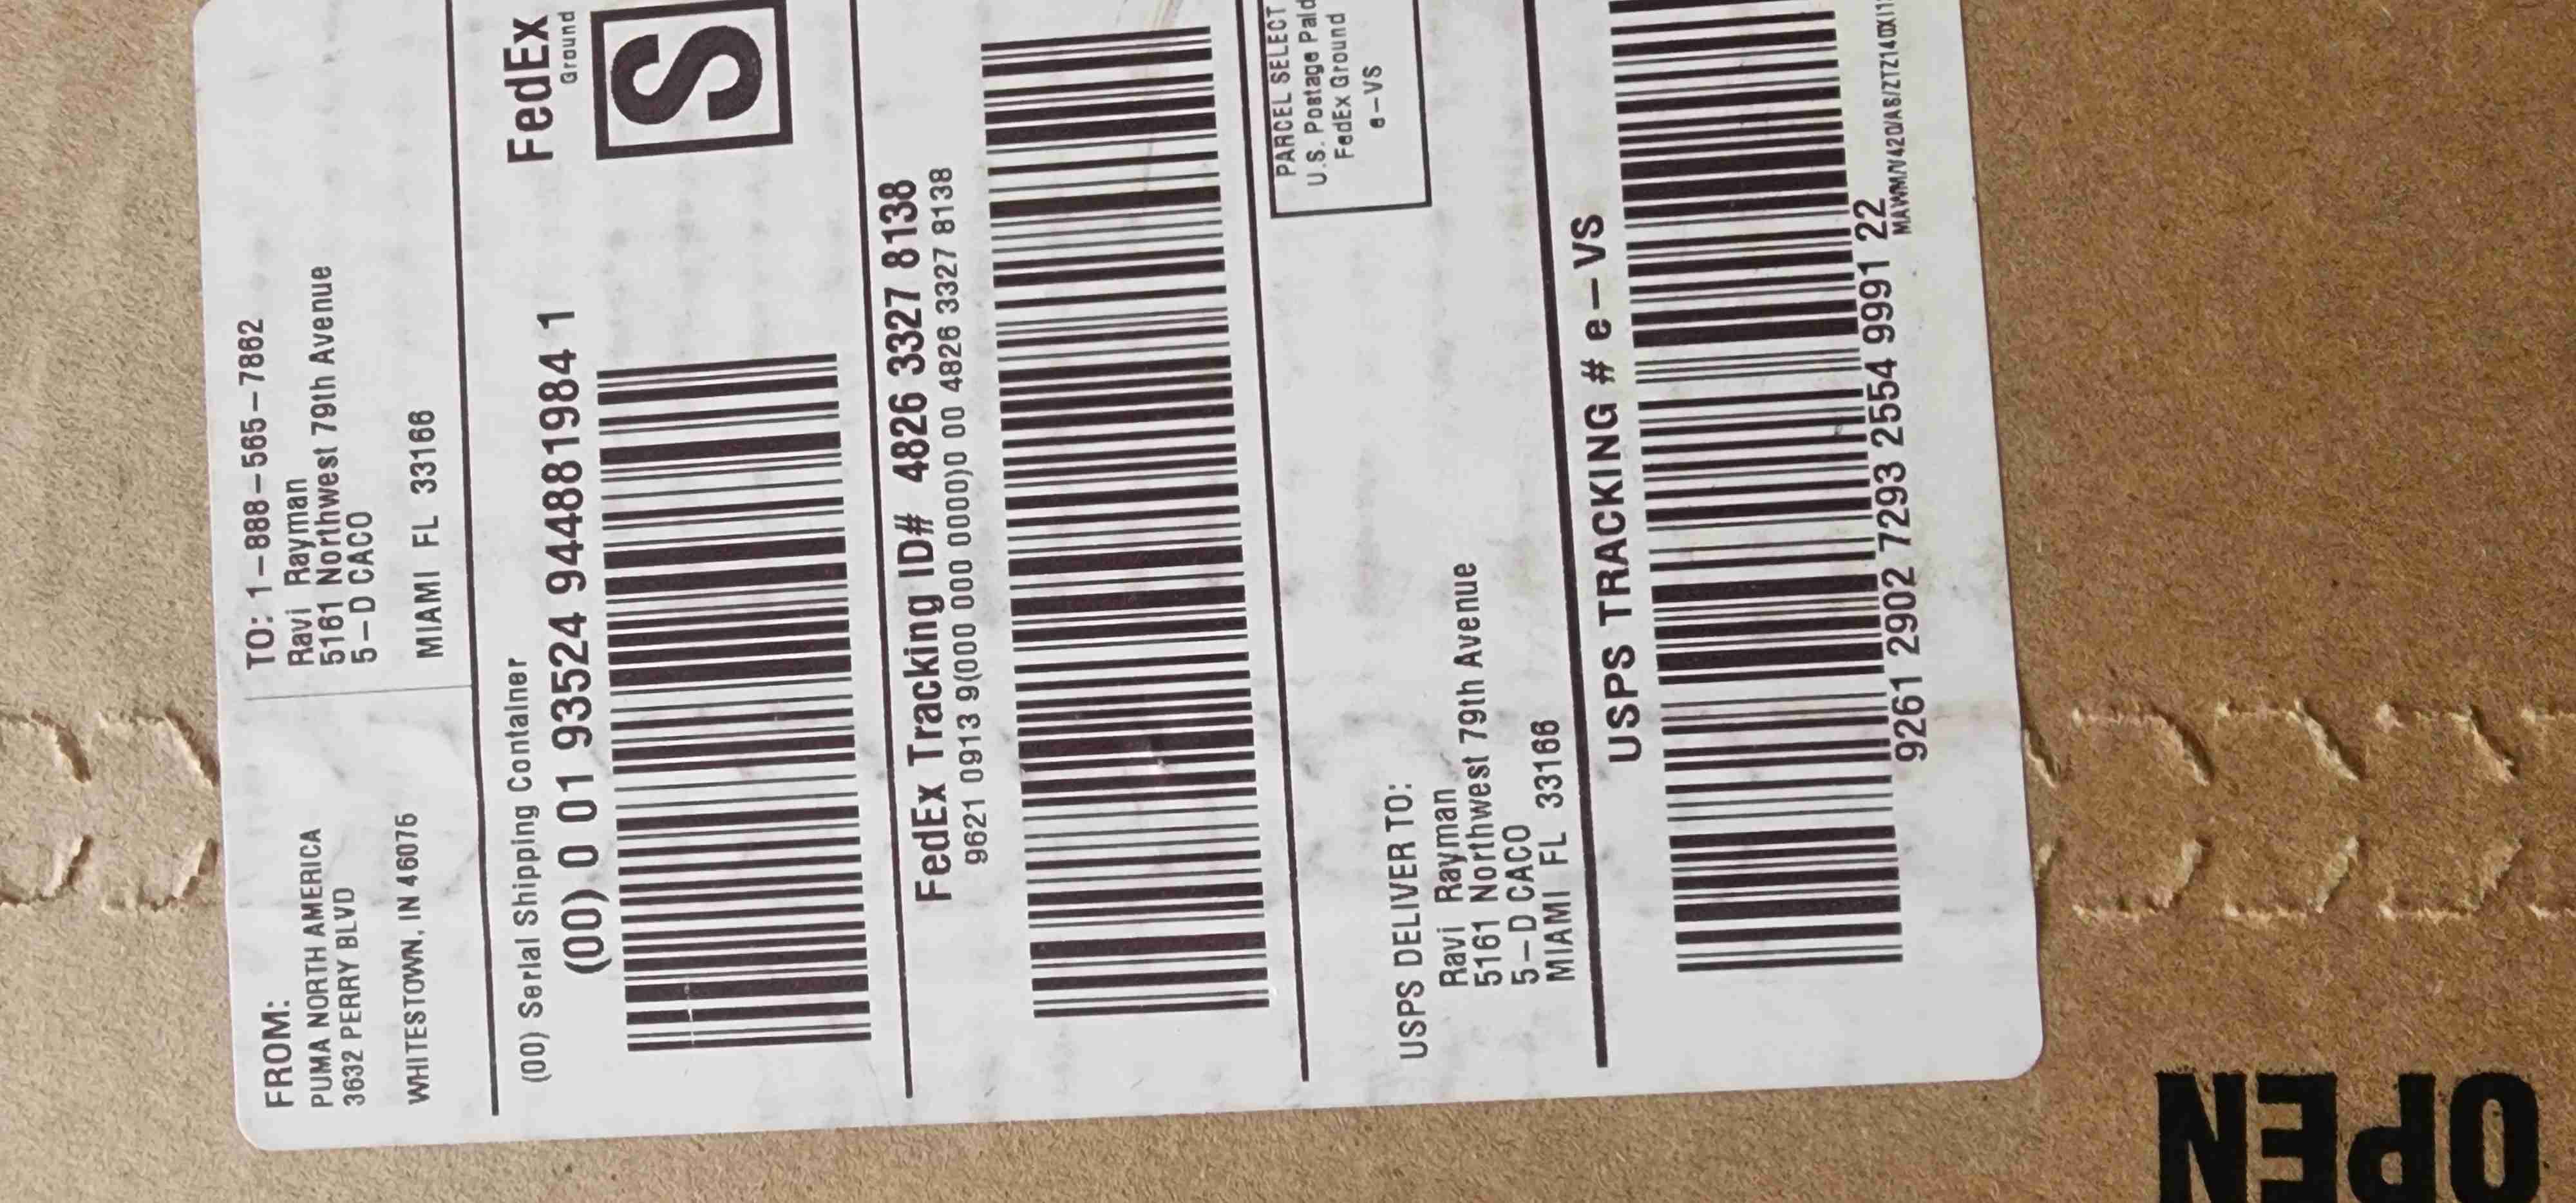 FROM:
PUMA NORTH AMERICA
3632 PERRY BLVD
WHITESTOWN, IN 46075
TO: 1-888-565-7862
Ravi Rayman
5161 Northwest 79th Avenue
5-D CACO
MIAMI FL 33166
(00) Serial Shipping Container
(00) 0 01 93524 94488 1984 1
FedEx
Ground
S
FedEx Tracking ID# 4826 3327 8138
9621 0913 9(000 000 0000)0 00 4826 3327 8138
PARCEL SELECT
U.S. Postage Paid
FedEx Ground
e-VS
USPS DELIVER TO:
Ravi Rayman
5161 Northwest 79th Avenue
5-D CACO
MIAMI FL 33166
USPS TRACKING # e-VS
9261 2902 7293 2554 9991 22
OPEN